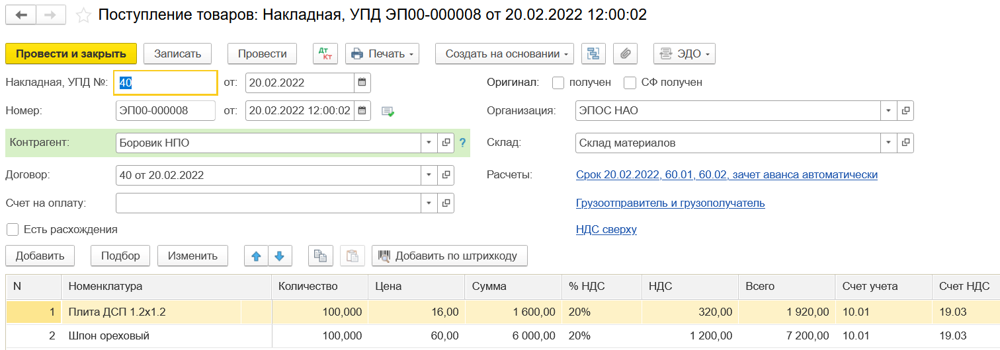 Поступление товаров: Накладная, УПД ЭП00-000008 от 20.02.2022 12:00:02
Провести и закрыть Записать Провести Дт Кт Печать Создать на основании ЭДО
Накладная, УПД №: 40 от: 20.02.2022 Оригинал: получен СФ получен
Номер: ЭП00-000008 от: 20.02.2022 12:00:02 Организация: ЭПОС НАО
Контрагент: Боровик НПО ? Склад: Склад материалов
Договор: 40 от 20.02.2022 Расчеты: Срок 20.02.2022, 60.01, 60.02, зачет аванса автоматически
Счет на оплату: Грузоотправитель и грузополучатель
Есть расхождения НДС сверху
Добавить Подбор Изменить Добавить по штрихкоду
N Номенклатура Количество Цена Сумма % НДС НДС Всего Счет учета Счет НДС
1 Плита ДСП 1.2х1.2 100,000 16,00 1 600,00 20% 320,00 1 920,00 10.01 19.03
2 Шпон ореховый 100,000 60,00 6 000,00 20% 1 200,00 7 200,00 10.01 19.03